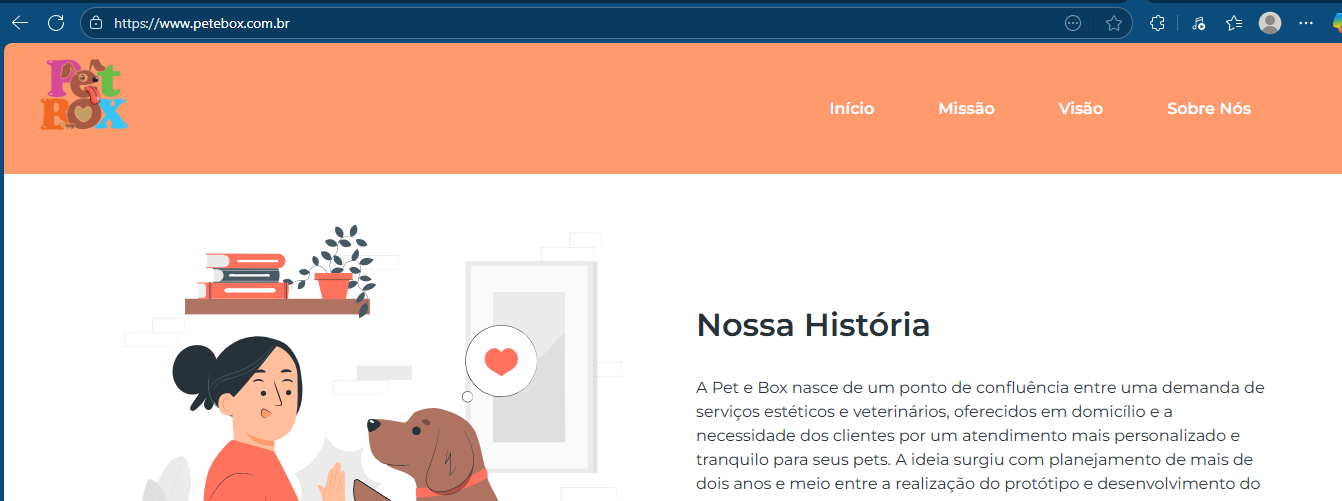 https://www.petebox.com.br
Pet
BOX
Início Missão Visão Sobre Nós
Nossa História
A Pet e Box nasce de um ponto de confluência entre uma demanda de
serviços estéticos e veterinários, oferecidos em domicílio e a
necessidade dos clientes por um atendimento mais personalizado e
tranquilo para seus pets. A ideia surgiu com planejamento de mais de
dois anos e meio entre a realização do protótipo e desenvolvimento do